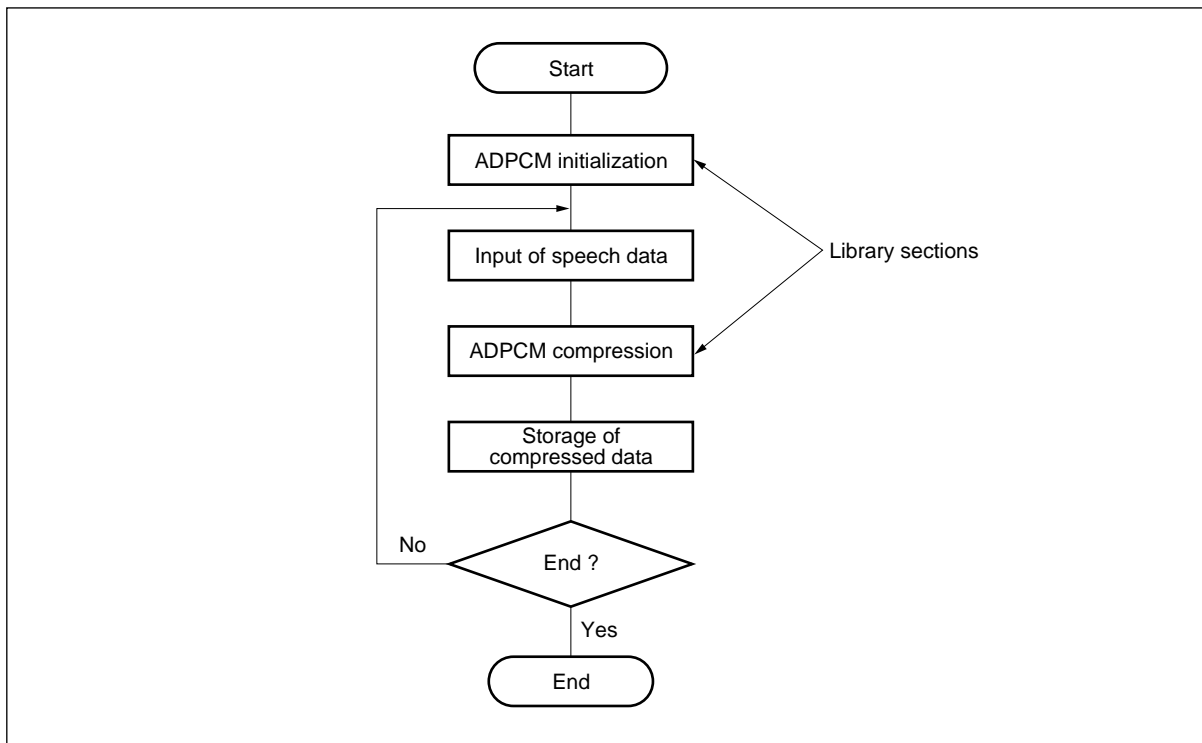 Start
ADPCM initialization
Input of speech data
Library sections
ADPCM compression
Storage of
compressed data
No
End ?
Yes
End